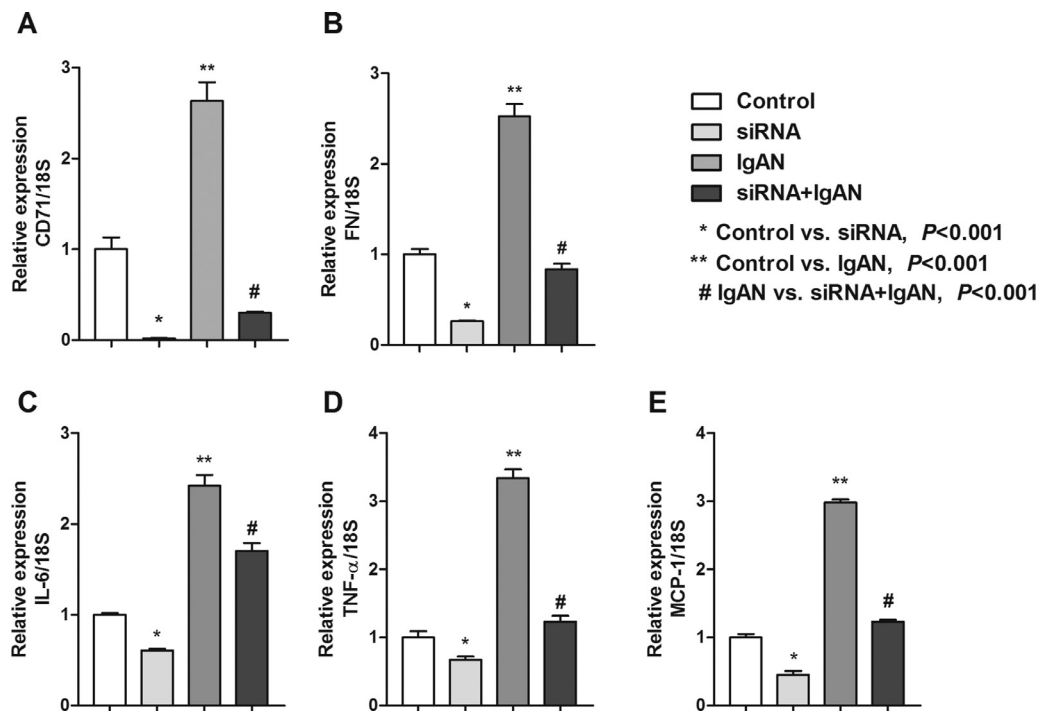 A
Relative expression
CD71/18S
3
2
1
0
**
*
#
B
Relative expression
FN/18S
3
2
1
0
**
*
#
Control
siRNA
IgAN
siRNA+IgAN
* Control vs. siRNA, P<0.001
** Control vs. IgAN, P<0.001
# IgAN vs. siRNA+IgAN, P<0.001
C
Relative expression
IL-6/18S
3
2
1
0
**
*
#
D
Relative expression
TNF-α/18S
4
3
2
1
0
**
*
#
E
Relative expression
MCP-1/18S
4
3
2
1
0
**
*
#